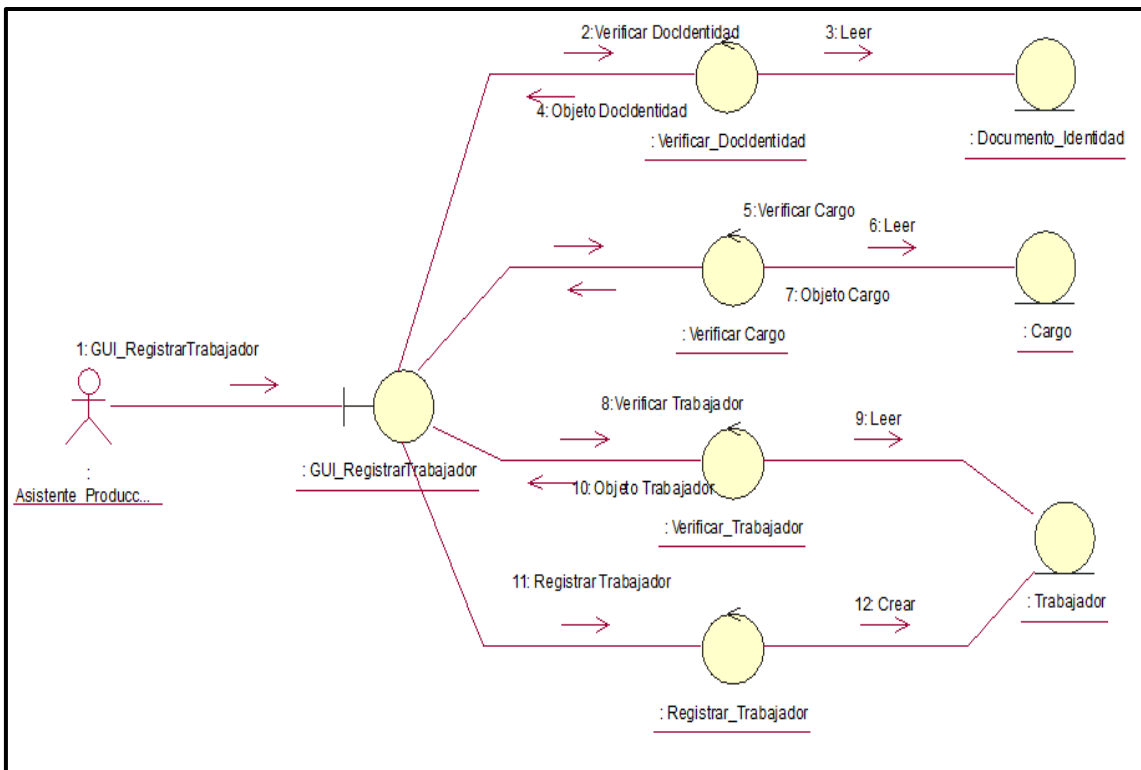 2: Verificar DocIdentidad
3: Leer
4: Objeto DocIdentidad
: Verificar_DocIdentidad
: Documento_Identidad
5: Verificar Cargo
6: Leer
7: Objeto Cargo
: Verificar Cargo
: Cargo
1: GUI_RegistrarTrabajador
:
Asistente_Producc...
: GUI_RegistrarTrabajador
8: Verificar Trabajador
9: Leer
10: Objeto Trabajador
: Verificar_Trabajador
11: Registrar Trabajador
12: Crear
: Trabajador
: Registrar_Trabajador